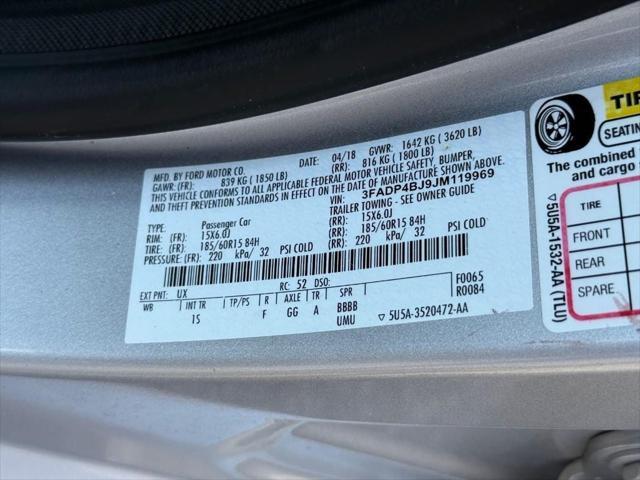 MFD. BY FORD MOTOR CO.
DATE: 04/18 GVWR: 1642 KG ( 3620 LB)
GAWR: (FR): 839 KG ( 1850 LB) (RR): 816 KG ( 1800 LB)
THIS VEHICLE CONFORMS TO ALL APPLICABLE FEDERAL MOTOR VEHICLE SAFETY, BUMPER,
AND THEFT PREVENTION STANDARDS IN EFFECT ON THE DATE OF MANUFACTURE SHOWN ABOVE.
VIN: 3FADP4BJ9JM119969
TYPE: Passenger Car TRAILER TOWING - SEE OWNER GUIDE
RIM: (FR): 15X6.0J (RR): 15X6.0J
TIRE: (FR): 185/60R15 84H (RR): 185/60R15 84H
PRESSURE: (FR): 220 kPa/ 32 PSI COLD (RR): 220 kPa/ 32 PSI COLD
EXT PNT: UX RC: 52 DSO: F0065
WB INT TR TP/PS R AXLE TR SPR R0084
15 F GG A BBBB
UMU
▽ 5U5A-3520472-AA
TIR
SEATING
The combined
and cargo
TIRE
FRONT
REAR
SPARE
▽ 5U5A-1532-AA (TLU)